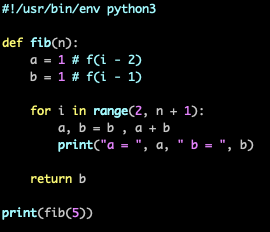 #!/usr/bin/env python3

def fib(n):
    a = 1 # f(i - 2)
    b = 1 # f(i - 1)

    for i in range(2, n + 1):
        a, b = b , a + b
        print("a = ", a, " b = ", b)

    return b

print(fib(5))